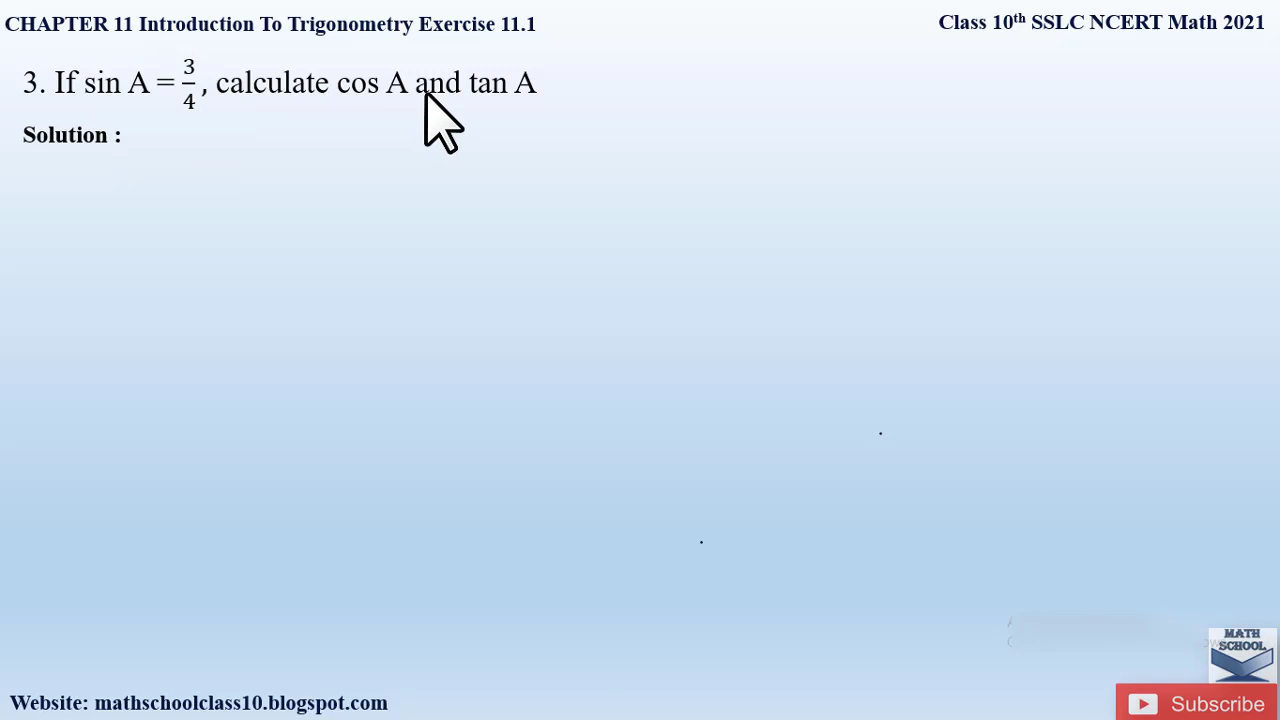 CHAPTER 11 Introduction To Trigonometry Exercise 11.1
Class 10th SSLC NCERT Math 2021
3. If sin A = 3/4, calculate cos A and tan A
Solution :
MATH
SCHOOL
Website: mathschoolclass10.blogspot.com
Subscribe